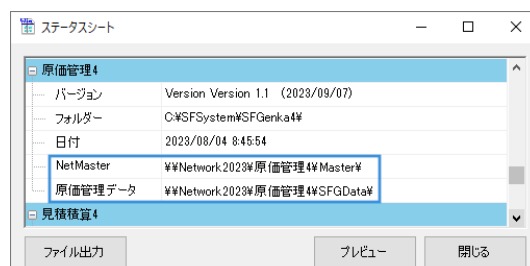 ステータスシート
原価管理4
バージョン Version Version 1.1 （2023/09/07）
フォルダー C:¥SFSystem¥SFGenka4¥
日付 2023/08/04 8:45:54
NetMaster ¥¥Network2023¥原価管理4¥Master¥
原価管理データ ¥¥Network2023¥原価管理4¥SFGData¥
見積積算4
ファイル出力 プレビュー 閉じる